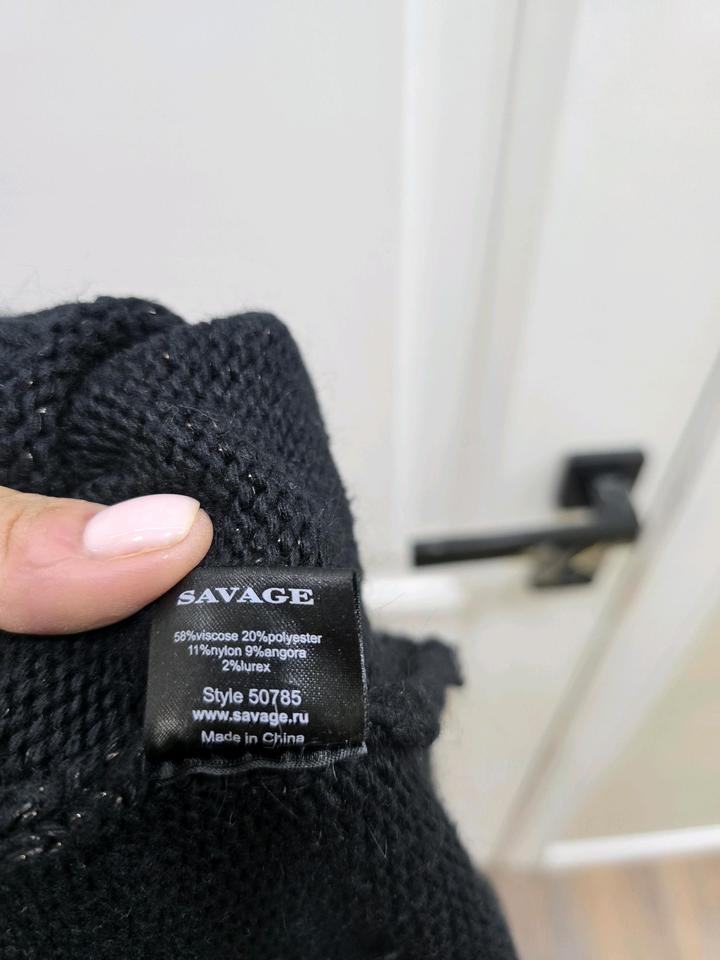 SAVAGE
58%viscose 20%polyester
11%nylon 9%angora
2%lurex
Style 50785
www.savage.ru
Made in China